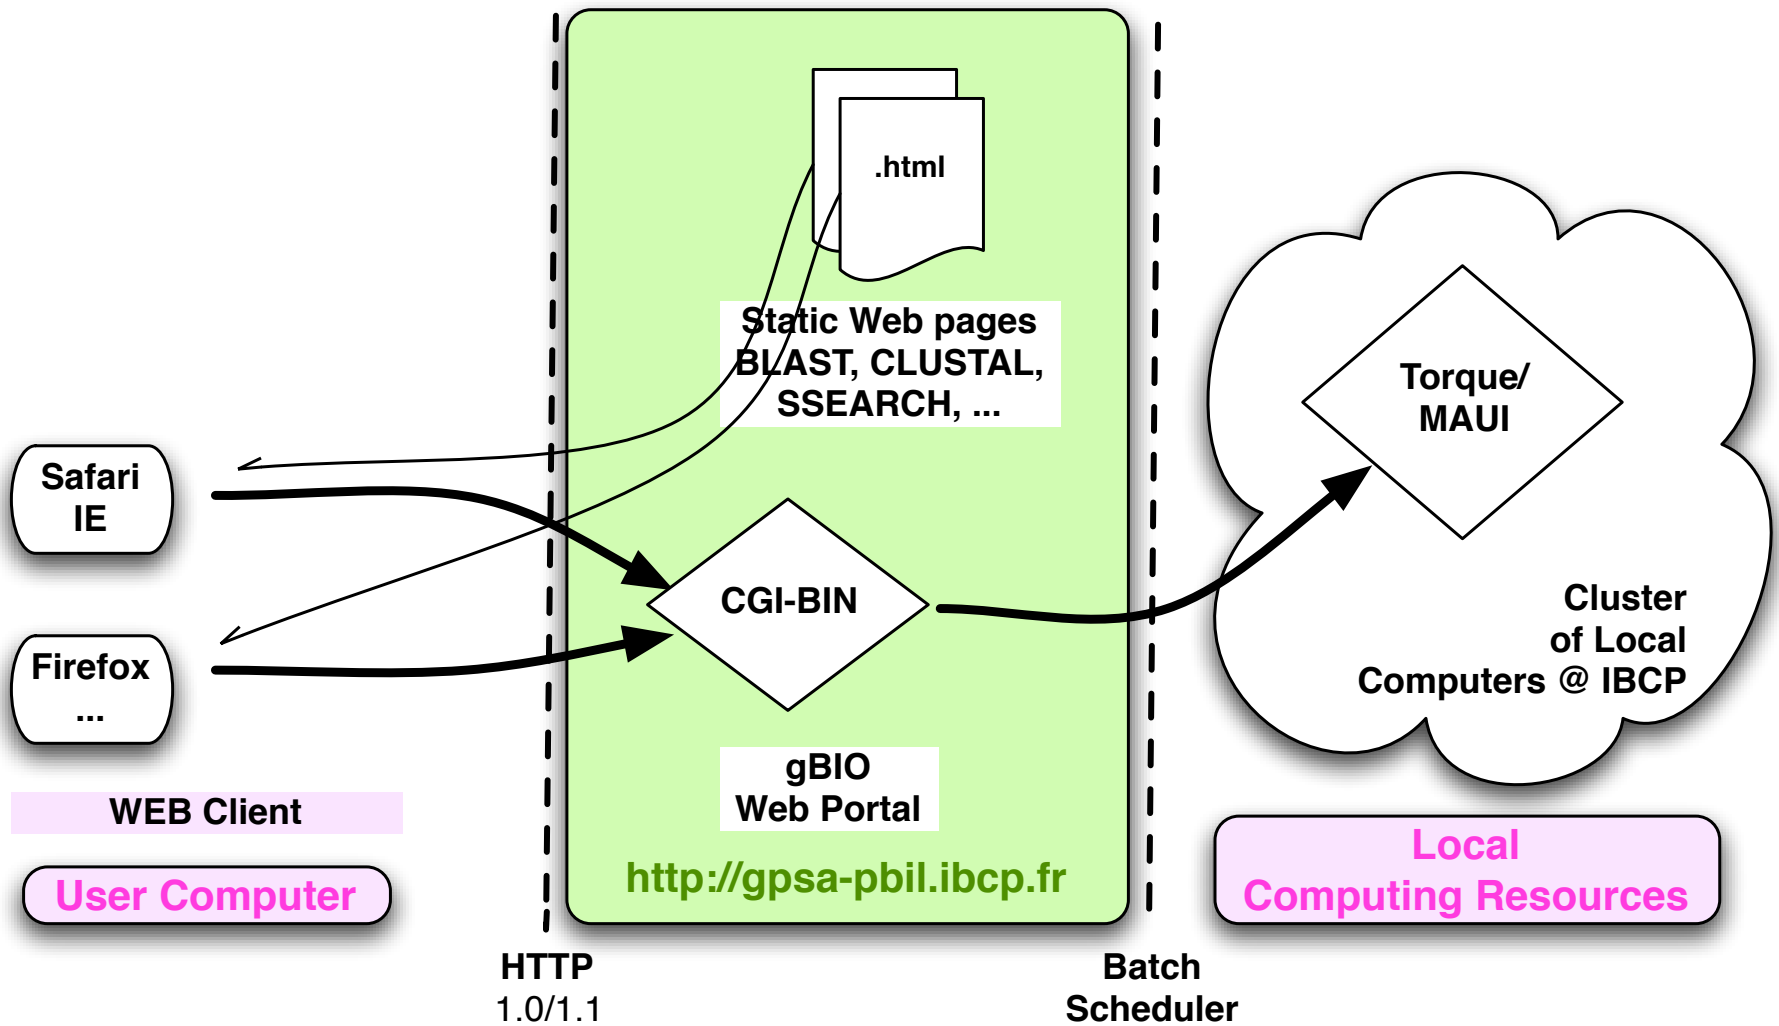 .html
Static Web pages
BLAST, CLUSTAL,
SSEARCH, ...
Safari
IE
Firefox
...
WEB Client
User Computer
CGI-BIN
gBIO
Web Portal
http://gpsa-pbil.ibcp.fr
Torque/
MAUI
Cluster
of Local
Computers @ IBCP
Local
Computing Resources
HTTP
1.0/1.1
Batch
Scheduler